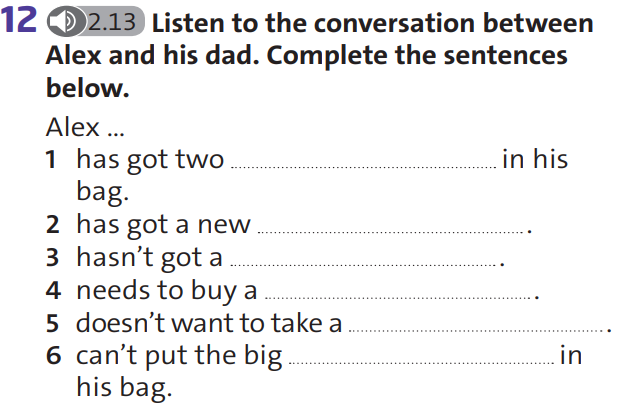 12 2.13 Listen to the conversation between
Alex and his dad. Complete the sentences
below.
Alex ...
1 has got two ........................ in his
bag.
2 has got a new ........................ .
3 hasn't got a ........................ .
4 needs to buy a ........................ .
5 doesn't want to take a ........................ .
6 can't put the big ........................ in
his bag.